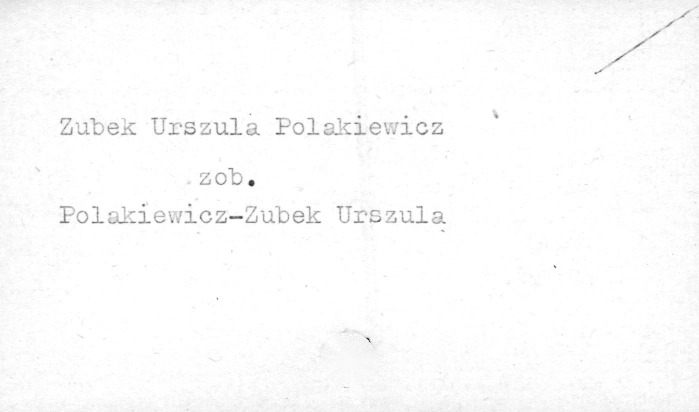 Zubek Urszula Polakiewicz
zob.
Polakiewicz-Zubek Urszula